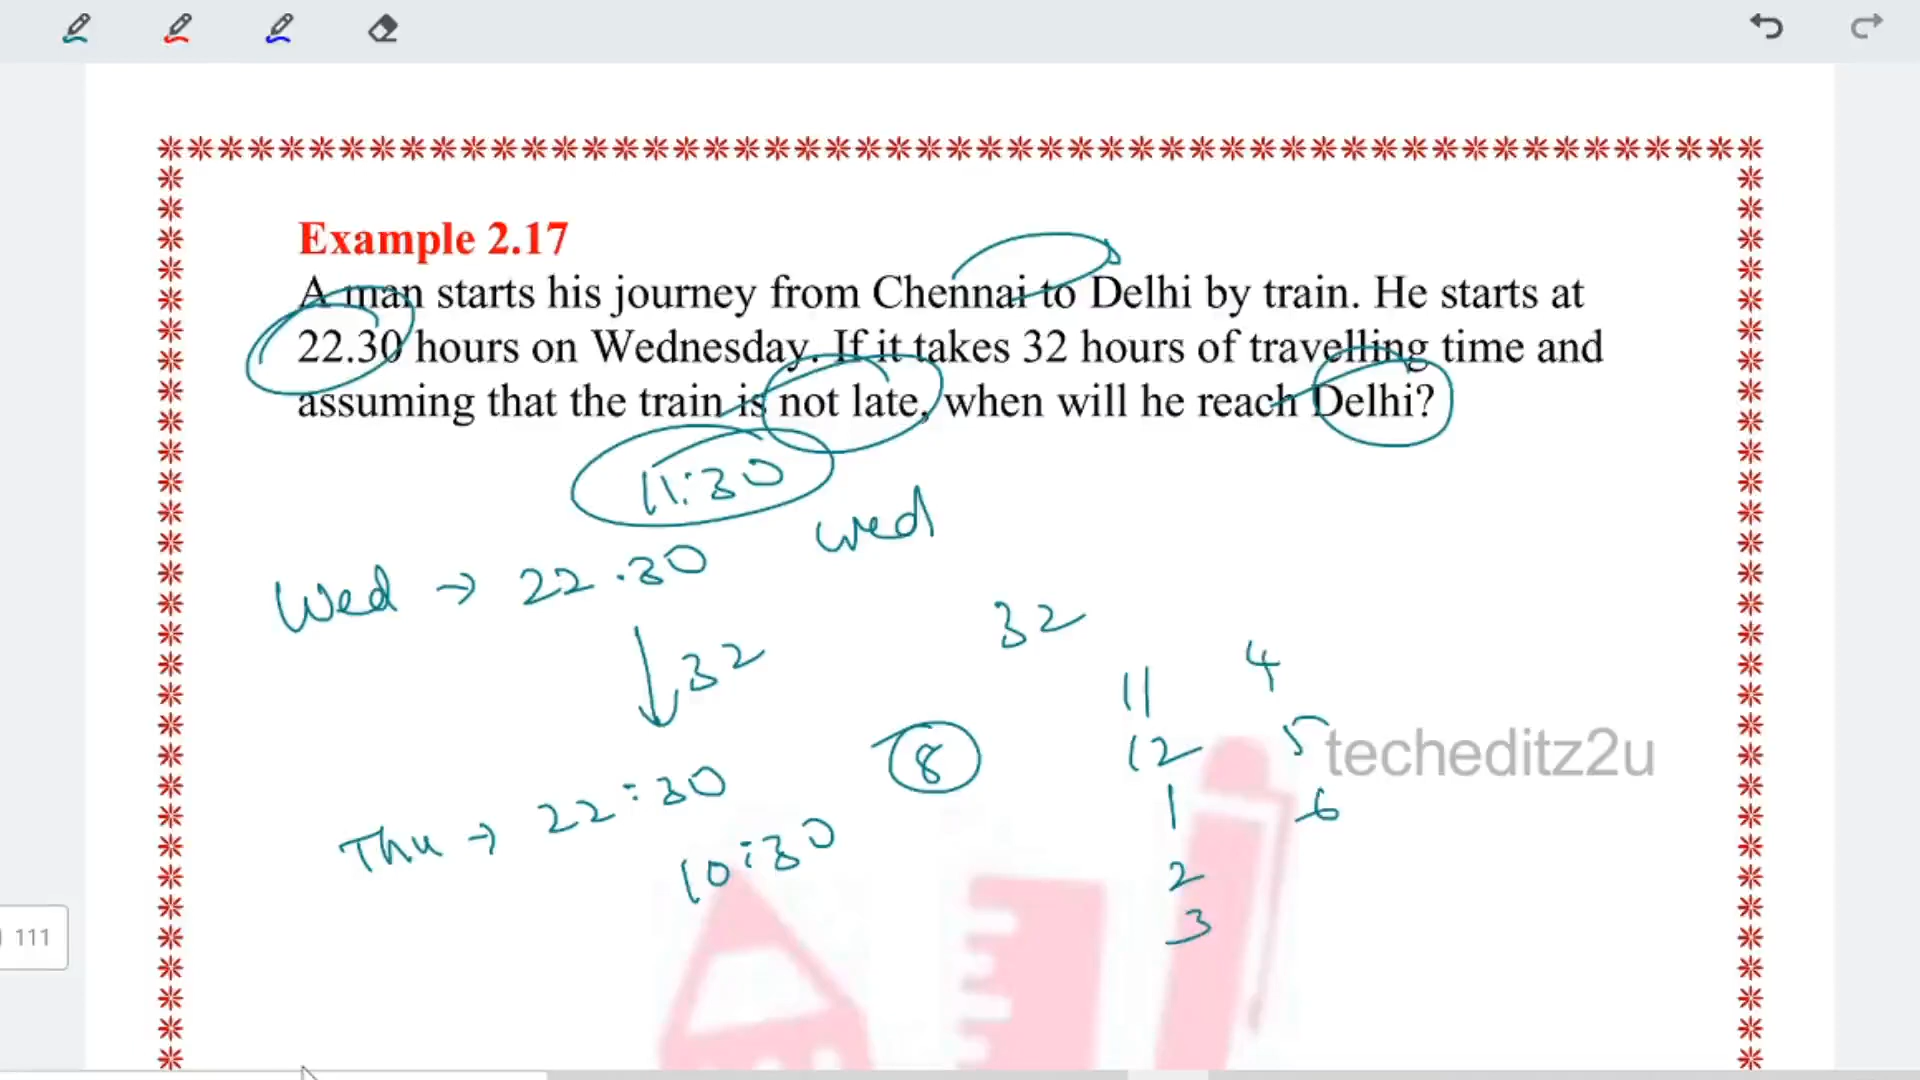 Example 2.17
A man starts his journey from Chennai to Delhi by train. He starts at
22.30 hours on Wednesday. If it takes 32 hours of travelling time and
assuming that the train is not late, when will he reach Delhi?
11:30
Wed → 22.30 wed
32 32
11 4
12 5
8
techeditz2u
Thu → 22:30 1 6
10:30
2
3
111